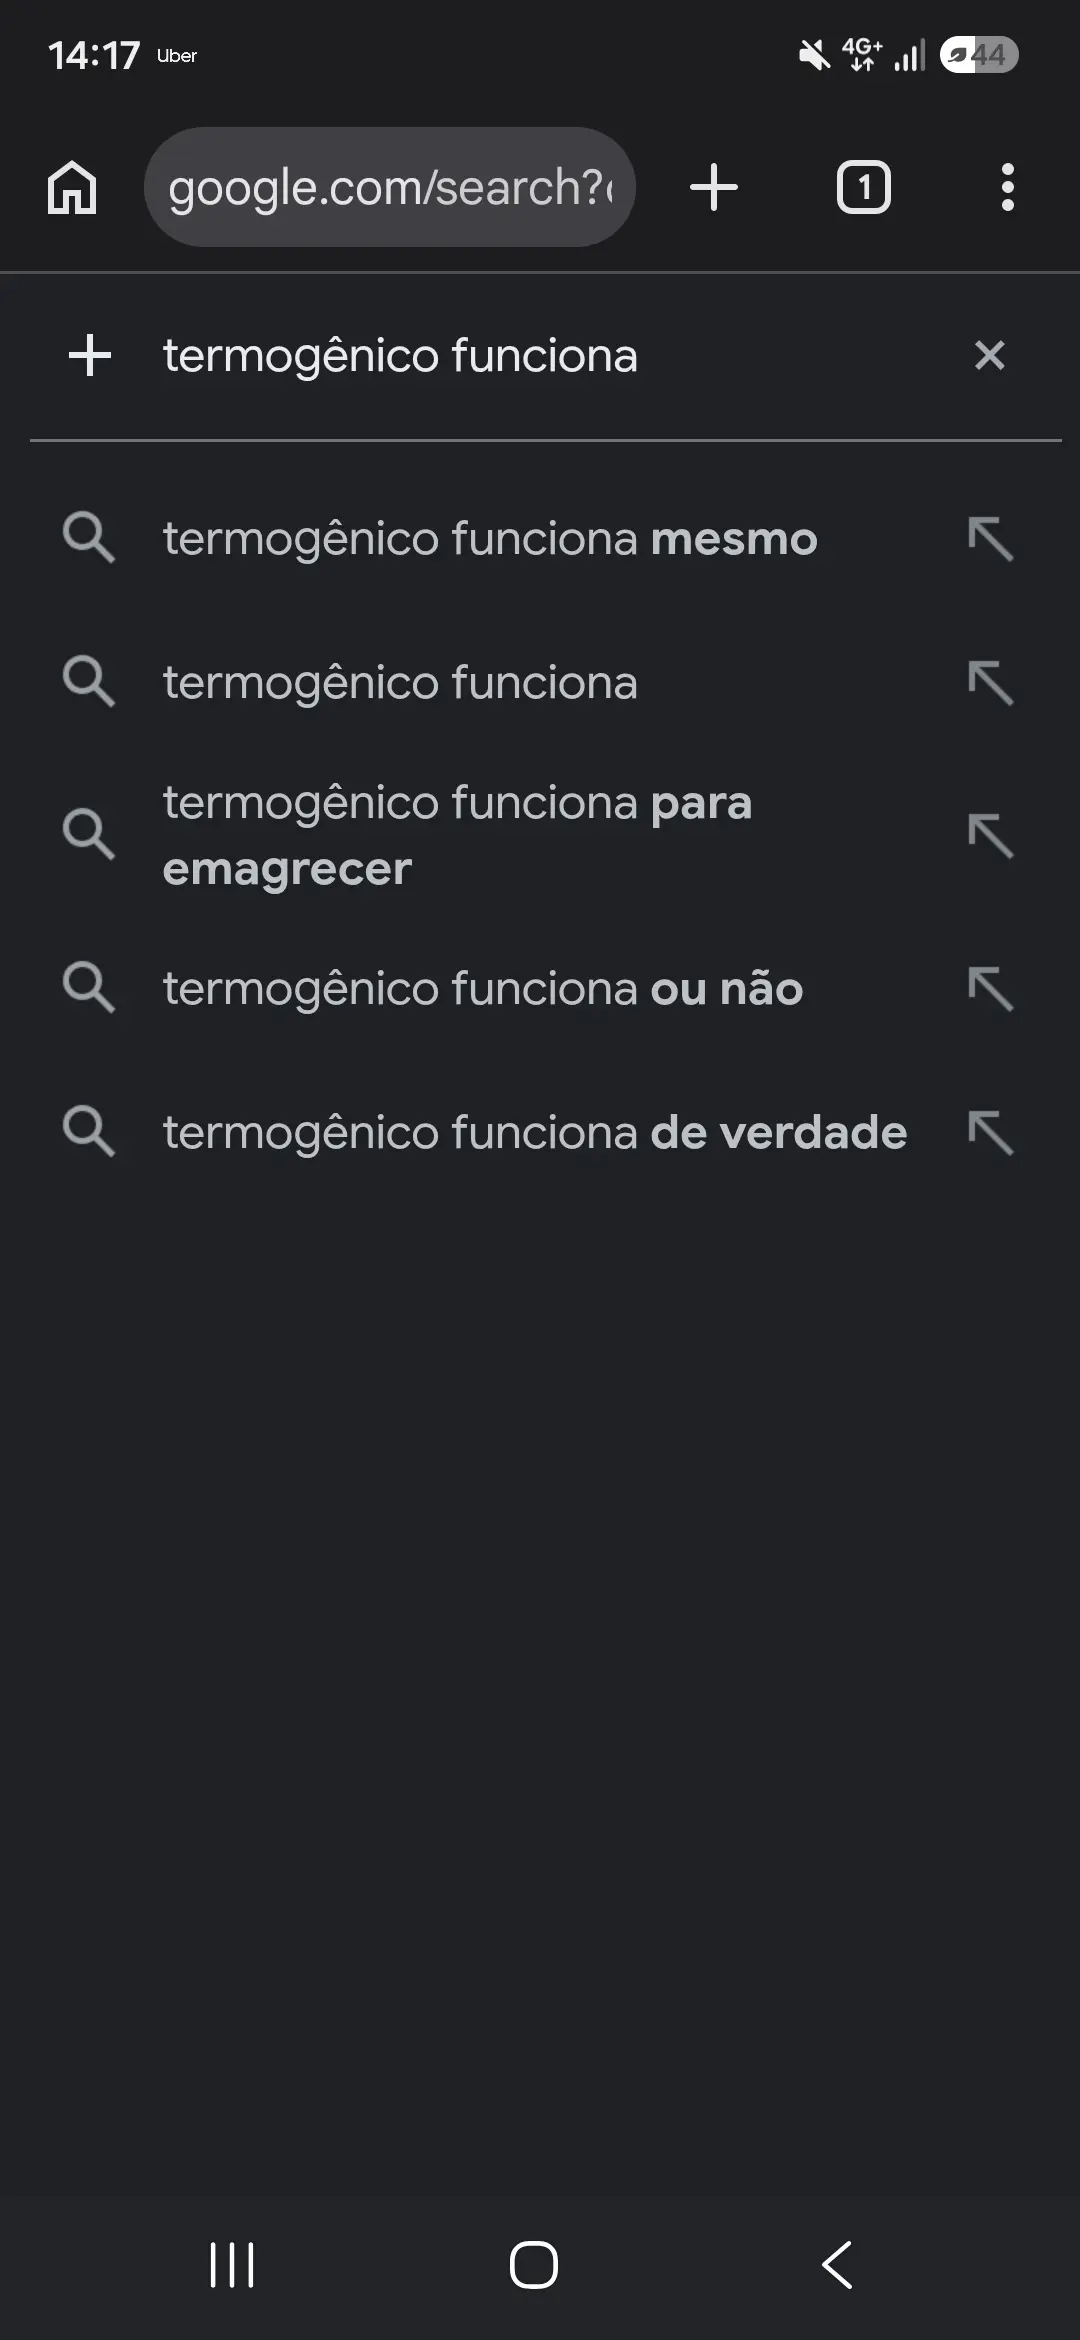 14:17 Uber 4G+ 44
google.com/search?
1
termogênico funciona
termogênico funciona mesmo
termogênico funciona
termogênico funciona para
emagrecer
termogênico funciona ou não
termogênico funciona de verdade